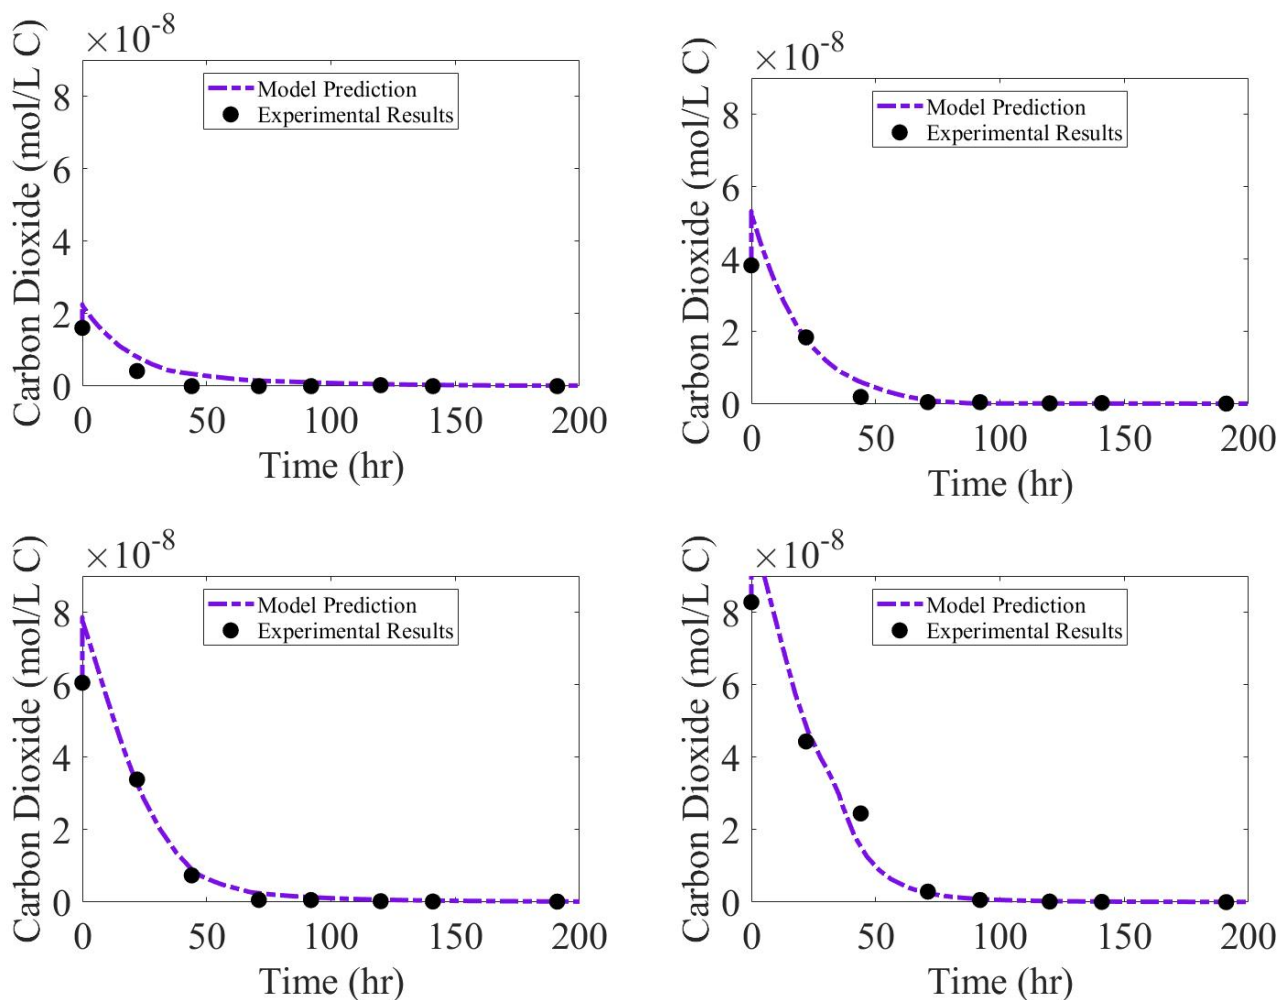 ×10⁻⁸
Carbon Dioxide (mol/L C)
8
6
4
2
0
Model Prediction
Experimental Results
0 50 100 150 200
Time (hr)
×10⁻⁸
Carbon Dioxide (mol/L C)
8
6
4
2
0
Model Prediction
Experimental Results
0 50 100 150 200
Time (hr)
×10⁻⁸
Carbon Dioxide (mol/L C)
8
6
4
2
0
Model Prediction
Experimental Results
0 50 100 150 200
Time (hr)
×10⁻⁸
Carbon Dioxide (mol/L C)
8
6
4
2
0
Model Prediction
Experimental Results
0 50 100 150 200
Time (hr)